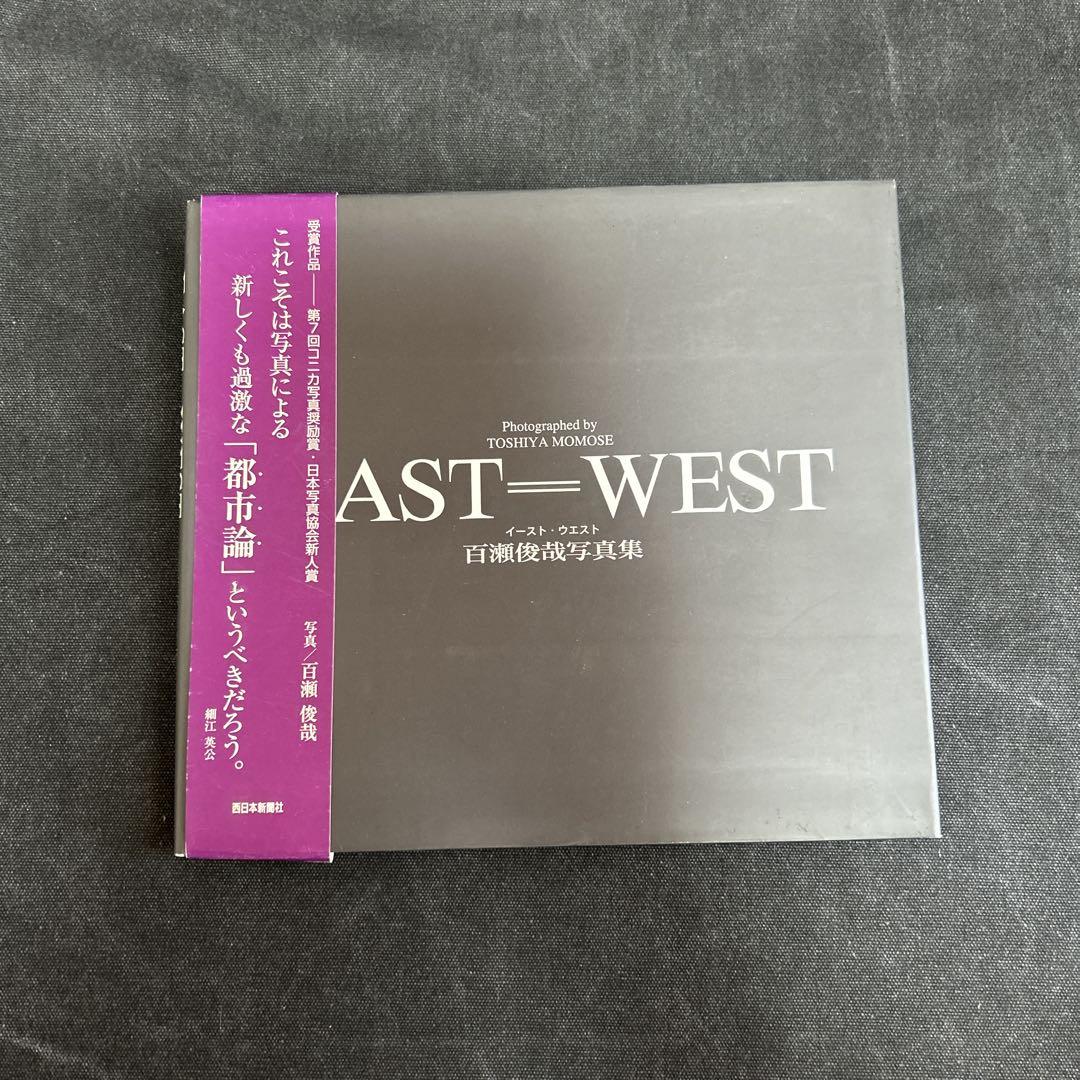 受賞作品――第7回コニカ写真奨励賞・日本写真協会新人賞
写真／百瀬 俊哉
これこそは写真による
新しくも過激な「都市論」というべきだろう。
細江 英公
西日本新聞社
Photographed by
TOSHIYA MOMOSE
AST=WEST
イースト・ウエスト
百瀬俊哉写真集